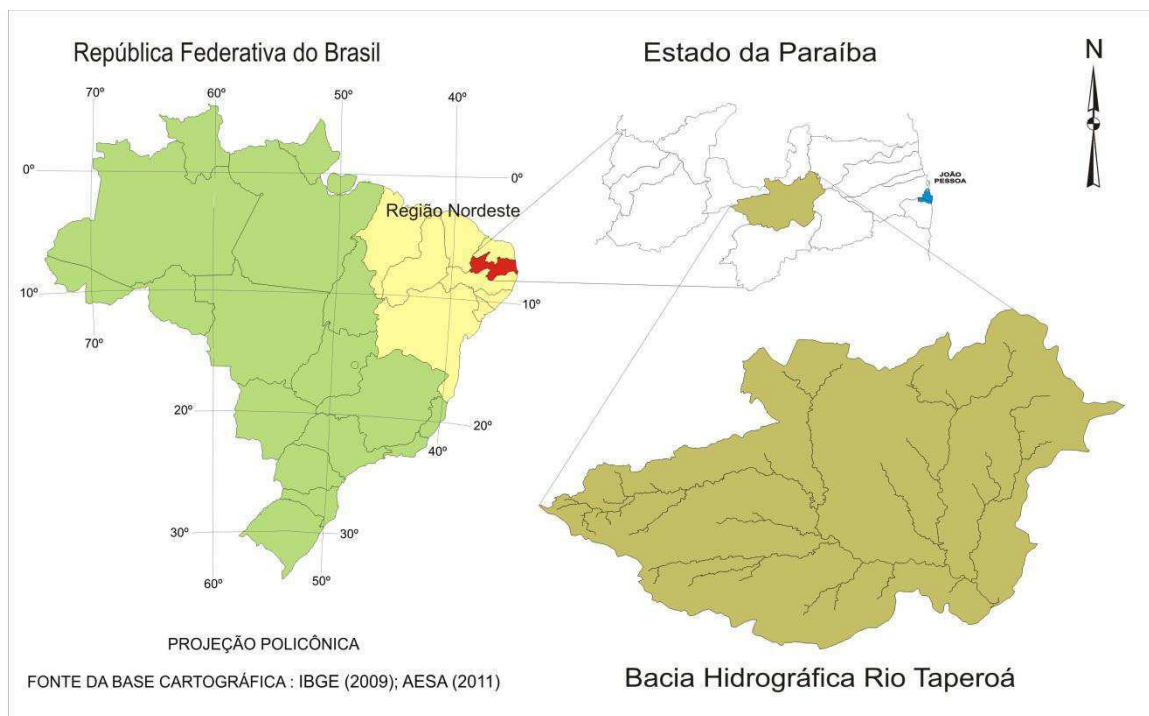 República Federativa do Brasil
Estado da Paraíba
N
70º
60º
50º
40º
0º
0º
Região Nordeste
JOÃO
PESSOA
10º
10º
70º
20º
20º
40º
30º
30º
60º
50º
PROJEÇÃO POLICÔNICA
FONTE DA BASE CARTOGRÁFICA : IBGE (2009); AESA (2011)
Bacia Hidrográfica Rio Taperoá